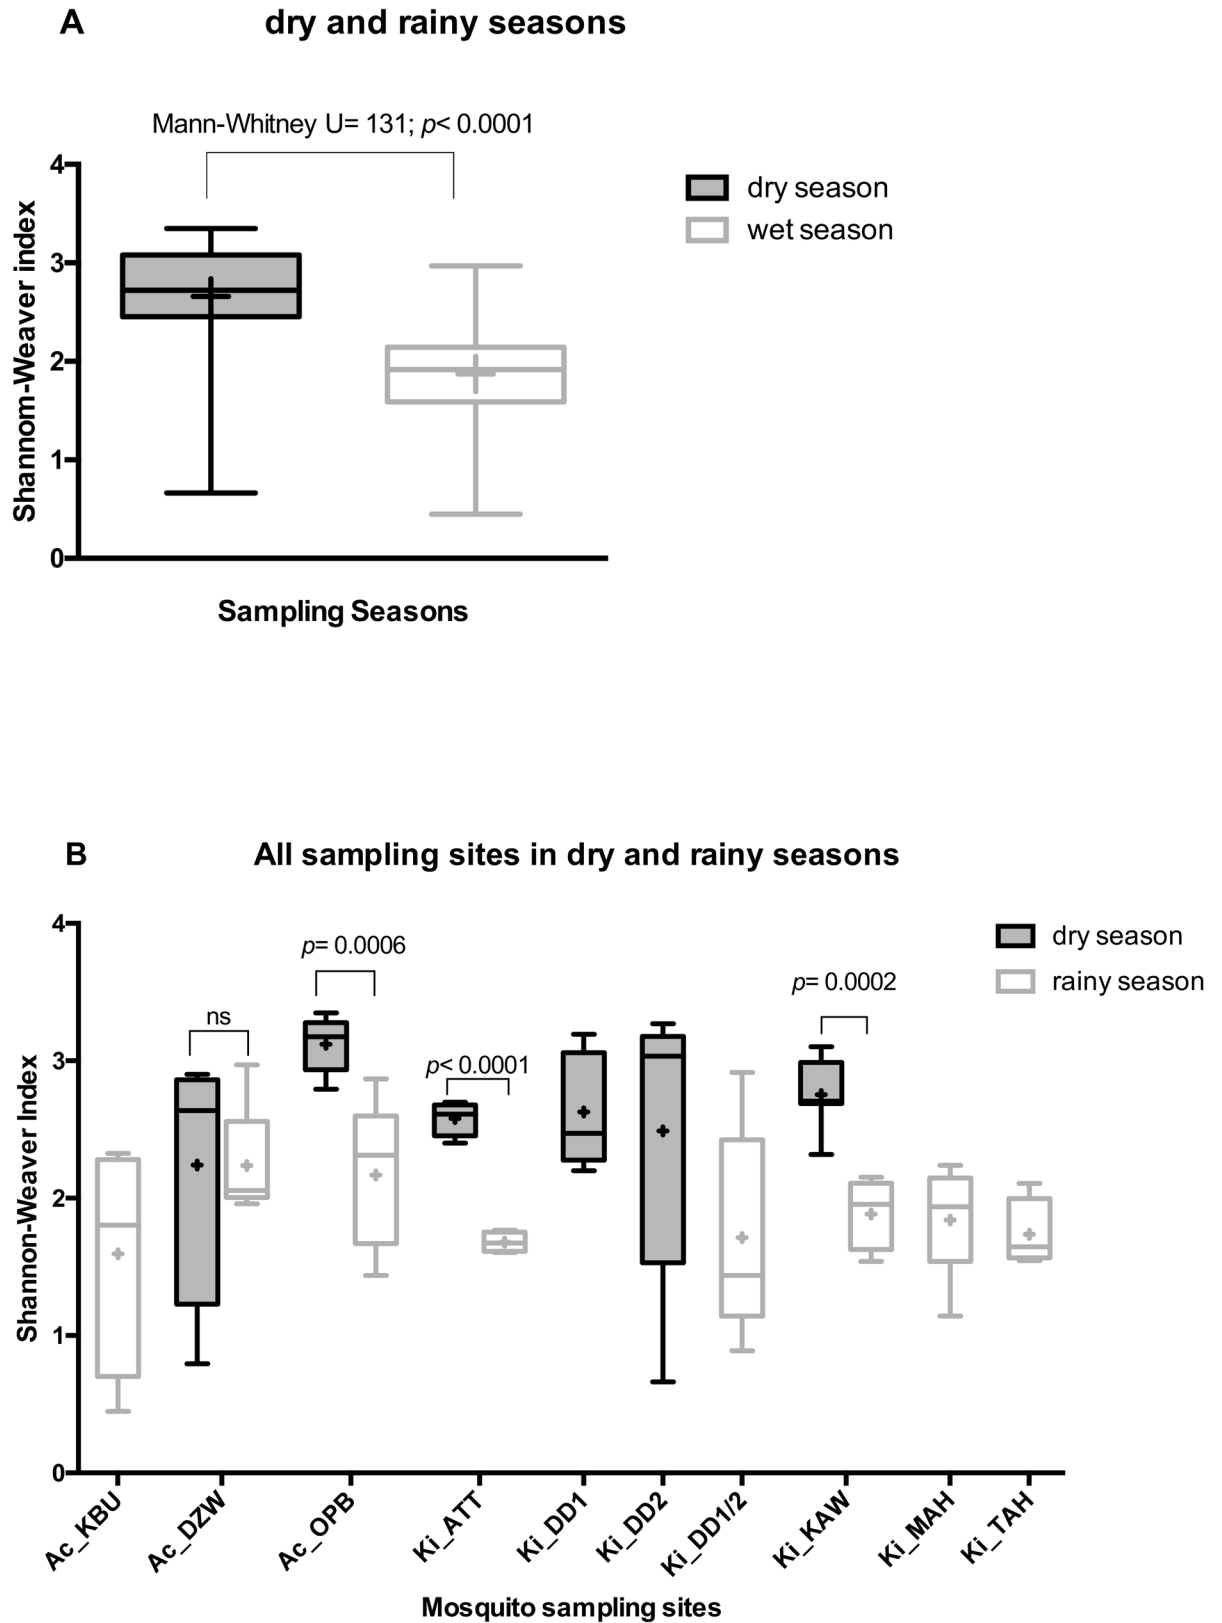 A
dry and rainy seasons
Mann-Whitney U= 131; p< 0.0001
4
3
2
1
0
Shannom-Weaver index
dry season
wet season
Sampling Seasons
B
All sampling sites in dry and rainy seasons
4
3
2
1
0
Shannon-Weaver Index
dry season
rainy season
ns
p= 0.0006
p< 0.0001
p= 0.0002
Ac_KBU
Ac_DZW
Ac_OPB
Ki_ATT
Ki_DD1
Ki_DD2
Ki_DD1/2
Ki_KAW
Ki_MAH
Ki_TAH
Mosquito sampling sites